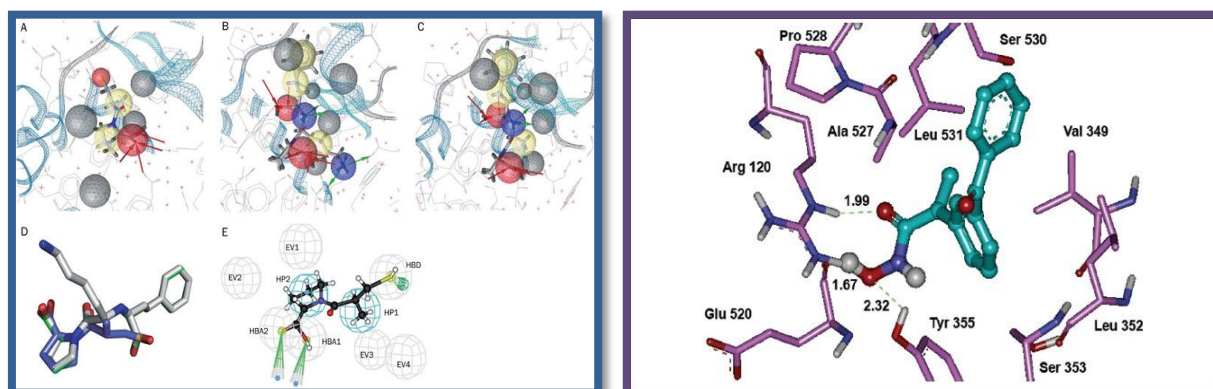 A
B
C
D
E
EV1
EV2
HP2
HBD
HBA2
HBA1
HP1
EV3
EV4
Pro 528
Ser 530
Ala 527
Leu 531
Val 349
Arg 120
1.99
1.67
2.32
Glu 520
Tyr 355
Leu 352
Ser 353